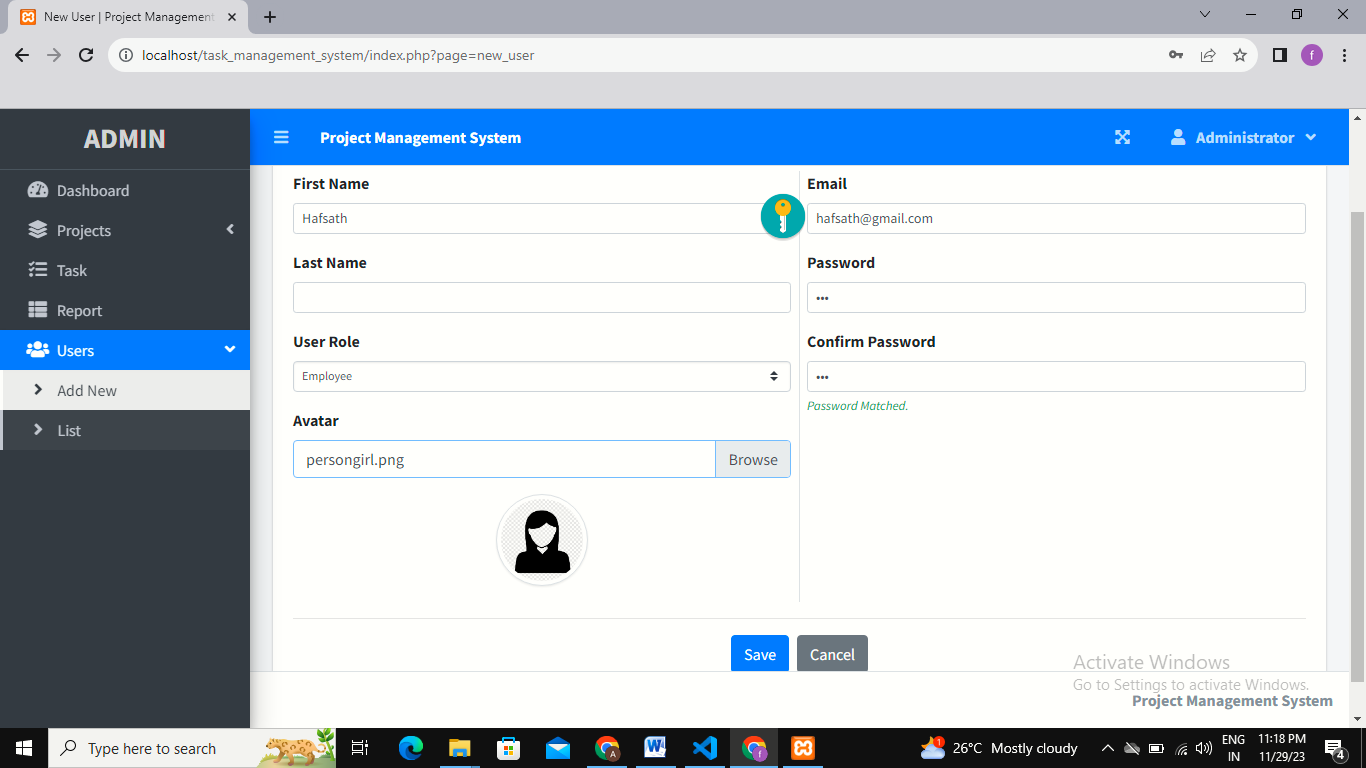 New User | Project Management
localhost/task_management_system/index.php?page=new_user
f
ADMIN
Project Management System
Administrator
Dashboard
Projects
Task
Report
Users
Add New
List
First Name
Hafsath
Email
hafsath@gmail.com
Last Name
Password
•••
User Role
Employee
Confirm Password
•••
Password Matched.
Avatar
persongirl.png
Browse
Save
Cancel
Activate Windows
Go to Settings to activate Windows.
Project Management System
Type here to search
A
W
f
1
26°C Mostly cloudy
ENG
IN
11:18 PM
11/29/23
4